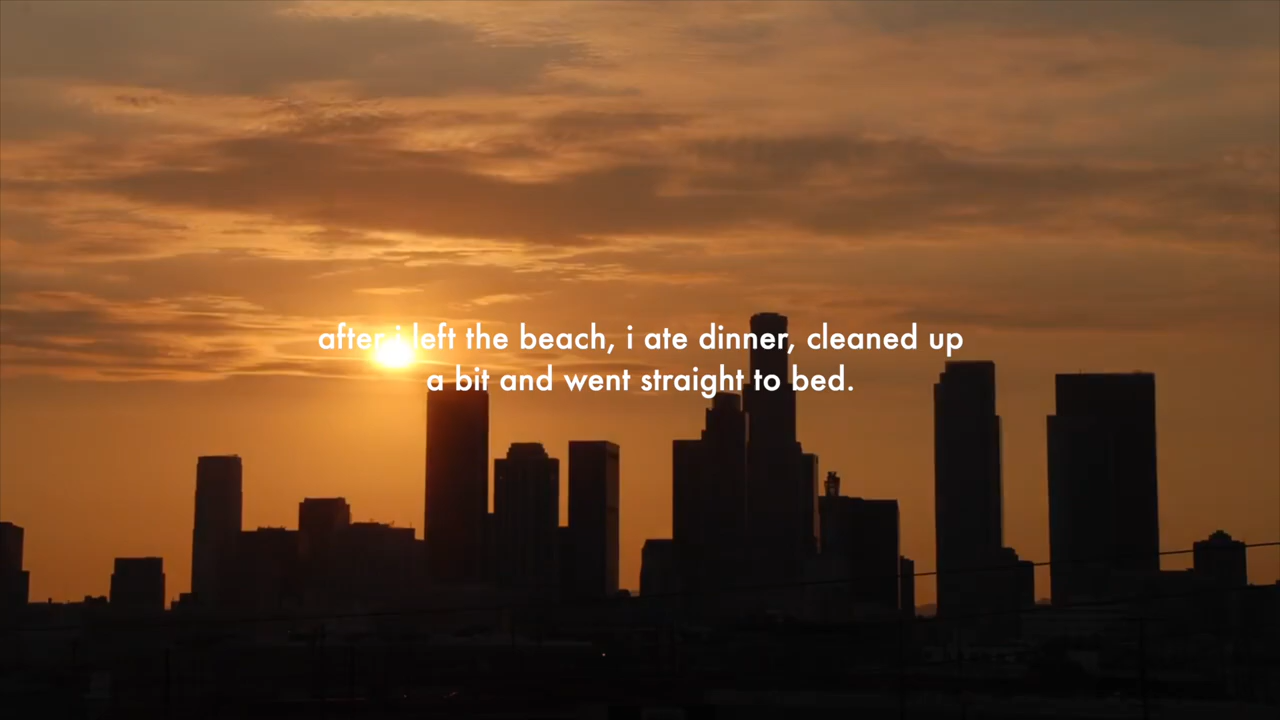 after i left the beach, i ate dinner, cleaned up
a bit and went straight to bed.